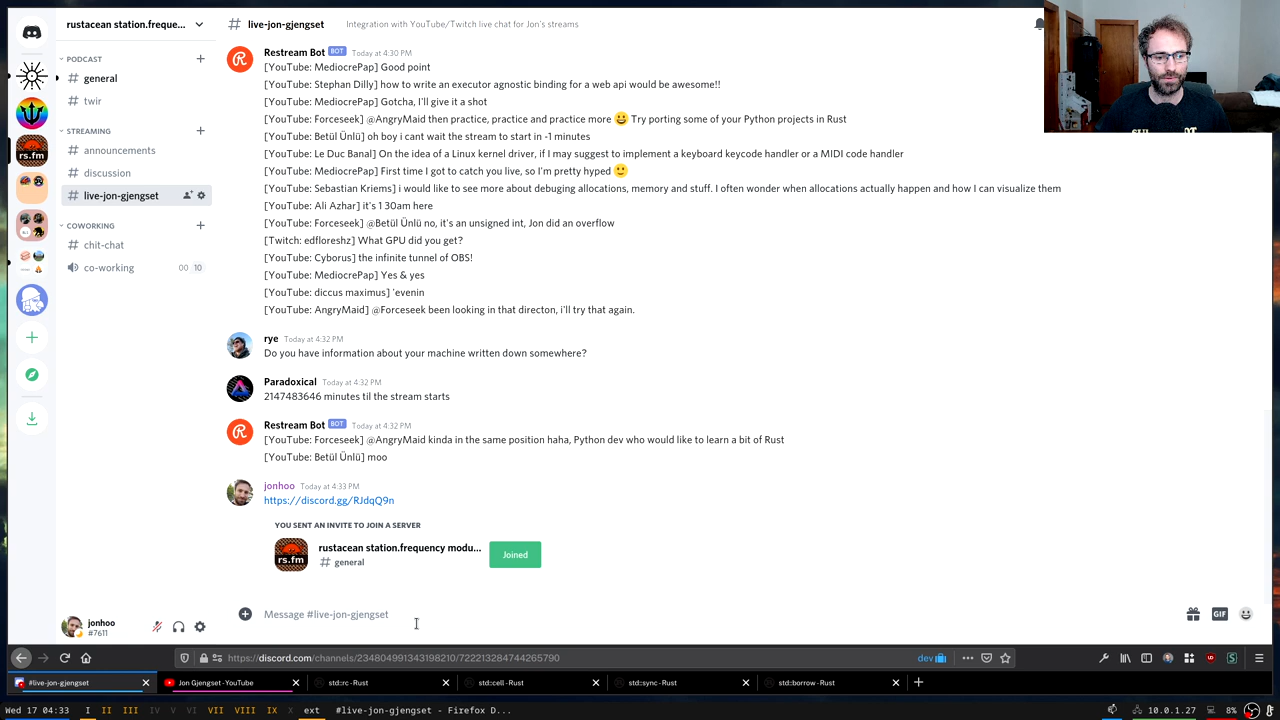 rustacean station.freque...
# live-jon-gjengset
Integration with YouTube/Twitch live chat for Jon's streams
PODCAST
general
twir
STREAMING
announcements
discussion
live-jon-gjengset
COWORKING
chit-chat
co-working
00 10
jonhoo
#7611
Restream Bot BOT Today at 4:30 PM
[YouTube: MediocrePap] Good point
[YouTube: Stephan Dilly] how to write an executor agnostic binding for a web api would be awesome!!
[YouTube: MediocrePap] Gotcha, I'll give it a shot
[YouTube: Forceseek] @AngryMaid then practice, practice and practice more 😀 Try porting some of your Python projects in Rust
[YouTube: Betül Ünlü] oh boy i cant wait the stream to start in -1 minutes
[YouTube: Le Duc Banal] On the idea of a Linux kernel driver, if I may suggest to implement a keyboard keycode handler or a MIDI code handler
[YouTube: MediocrePap] First time I got to catch you live, so I'm pretty hyped 🙂
[YouTube: Sebastian Kriems] i would like to see more about debuging allocations, memory and stuff. I often wonder when allocations actually happen and how I can visualize them
[YouTube: Ali Azhar] it's 1 30am here
[YouTube: Forceseek] @Betül Ünlü no, it's an unsigned int, Jon did an overflow
[Twitch: edfloreshz] What GPU did you get?
[YouTube: Cyborus] the infinite tunnel of OBS!
[YouTube: MediocrePap] Yes & yes
[YouTube: diccus maximus] 'evenin
[YouTube: AngryMaid] @Forceseek been looking in that directon, i'll try that again.
rye Today at 4:32 PM
Do you have information about your machine written down somewhere?
Paradoxical Today at 4:32 PM
2147483646 minutes til the stream starts
Restream Bot BOT Today at 4:32 PM
[YouTube: Forceseek] @AngryMaid kinda in the same position haha, Python dev who would like to learn a bit of Rust
[YouTube: Betül Ünlü] moo
jonhoo Today at 4:33 PM
https://discord.gg/RJdqQ9n
YOU SENT AN INVITE TO JOIN A SERVER
rs.fm
rustacean station.frequency modu...
# general
Joined
Message #live-jon-gjengset
GIF
https://discord.com/channels/234804991343198210/722213284744265790
dev
#live-jon-gjengset
Jon Gjengset - YouTube
std::rc - Rust
std::cell - Rust
std::sync - Rust
std::borrow - Rust
Wed 17 04:33 I II III IV V VI VII VIII IX X ext #live-jon-gjengset - Firefox D...
10.0.1.27
8%